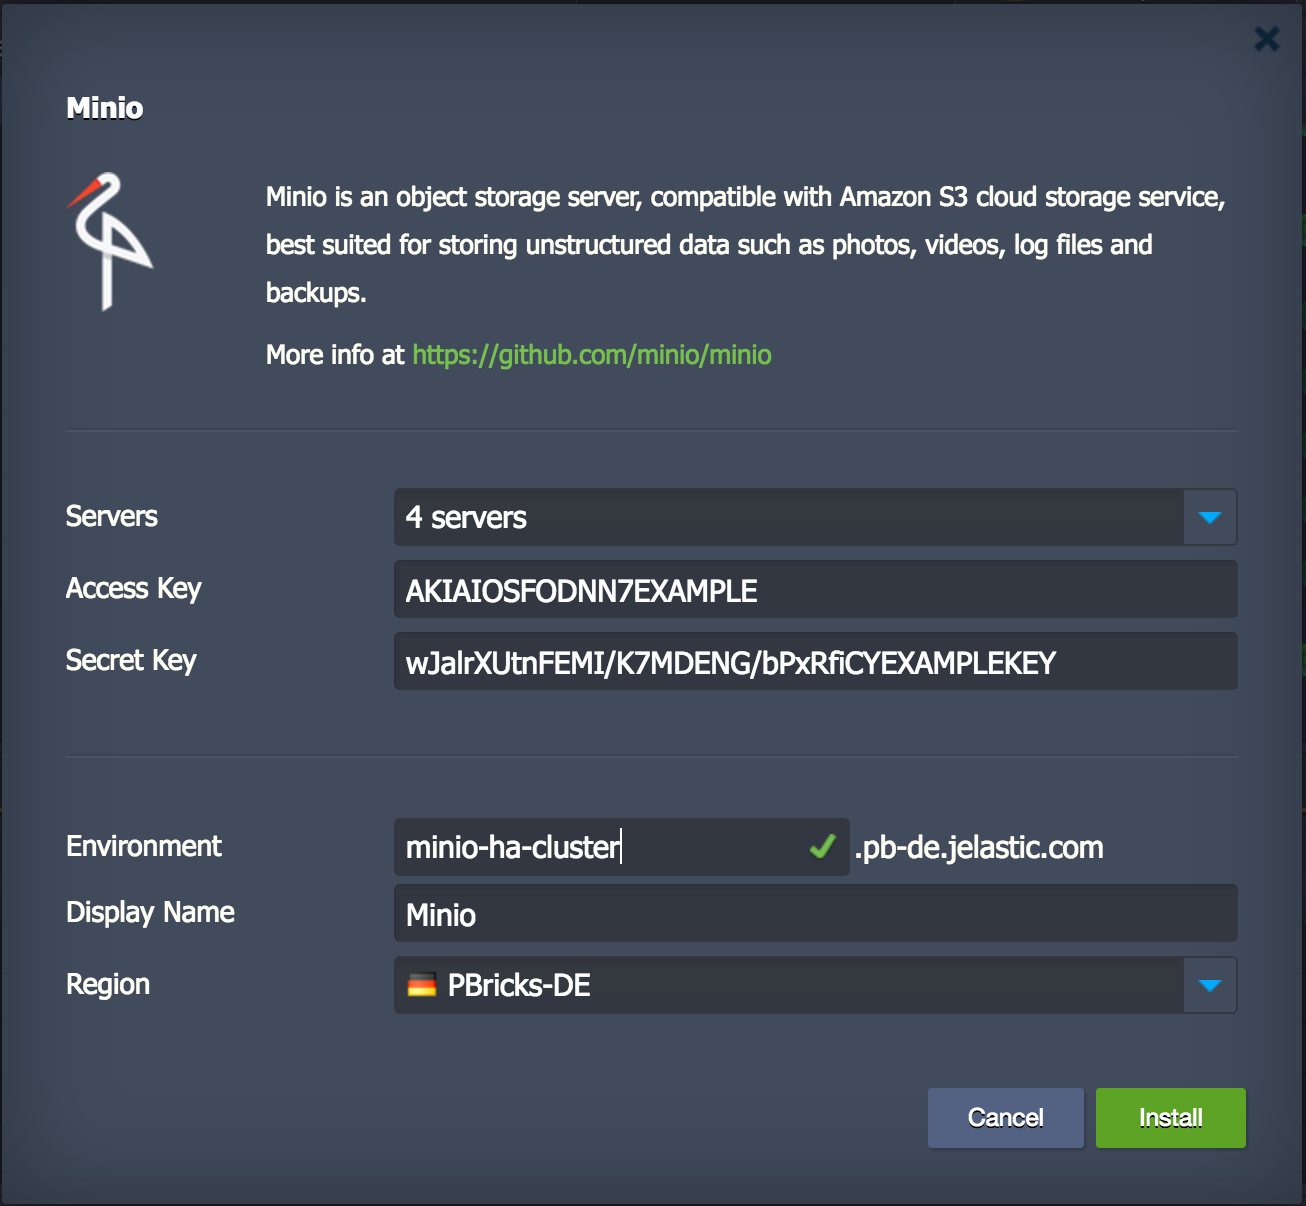 Minio
Minio is an object storage server, compatible with Amazon S3 cloud storage service,
best suited for storing unstructured data such as photos, videos, log files and
backups.
More info at https://github.com/minio/minio
Servers 4 servers
Access Key AKIAIOSFODNN7EXAMPLE
Secret Key wJalrXUtnFEMI/K7MDENG/bPxRfiCYEXAMPLEKEY
Environment minio-ha-cluster .pb-de.jelastic.com
Display Name Minio
Region PBricks-DE
Cancel Install